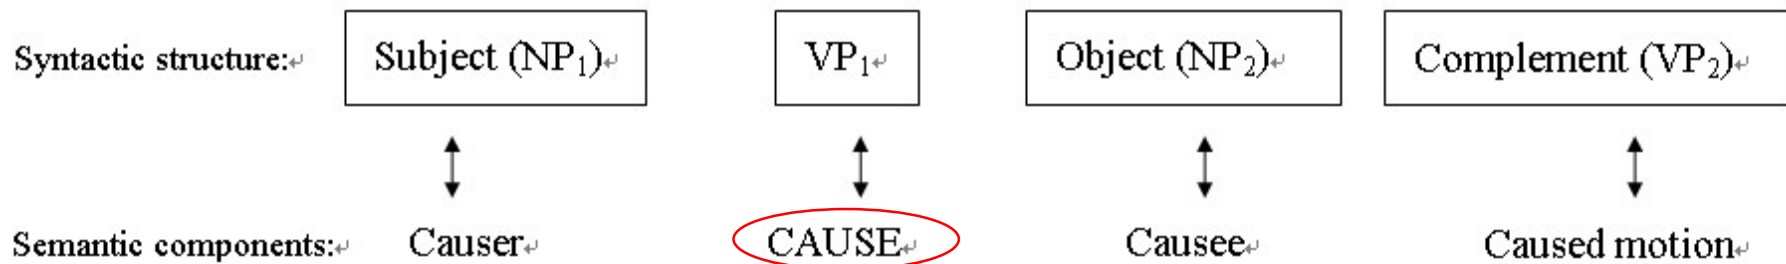 Syntactic structure: Subject (NP₁) VP₁ Object (NP₂) Complement (VP₂)
Semantic components: Causer CAUSE Causee Caused motion